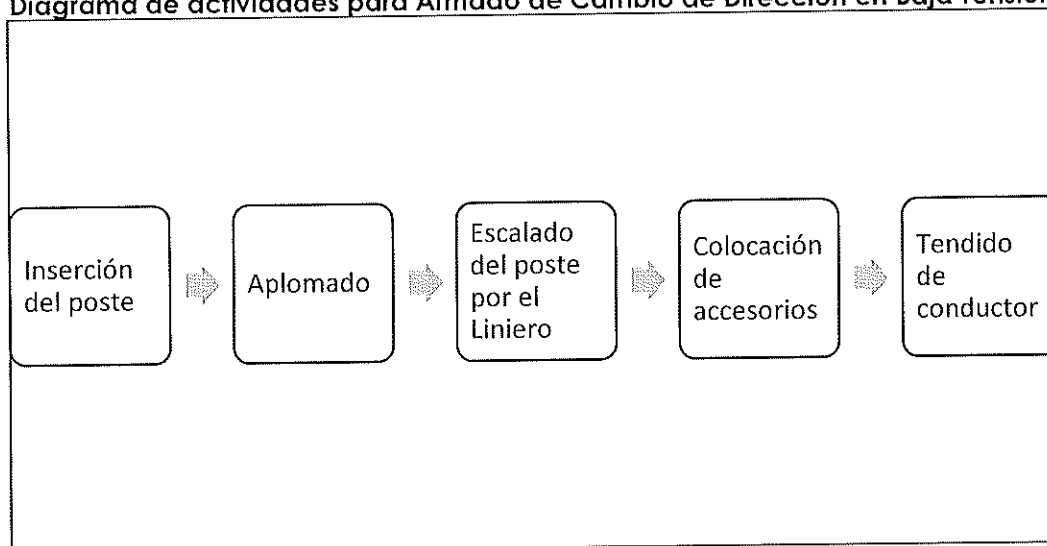 Diagrama de actividades para Armado de Cambio de Dirección en Baja Tensión
Inserción
del poste
Aplomado
Escalado
del poste
por el
Liniero
Colocación
de
accesorios
Tendido
de
conductor